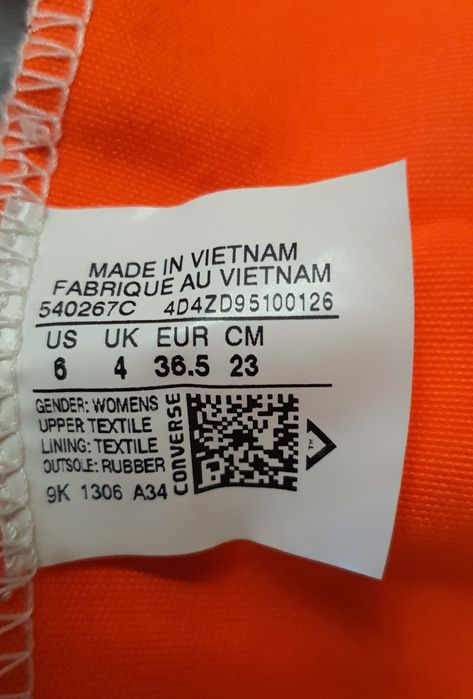 MADE IN VIETNAM
FABRIQUE AU VIETNAM
540267C 4D4ZD95100126
US UK EUR CM
6 4 36.5 23
GENDER: WOMENS
UPPER TEXTILE
LINING: TEXTILE
OUTSOLE: RUBBER
9K 1306 A34
CONVERSE
TM